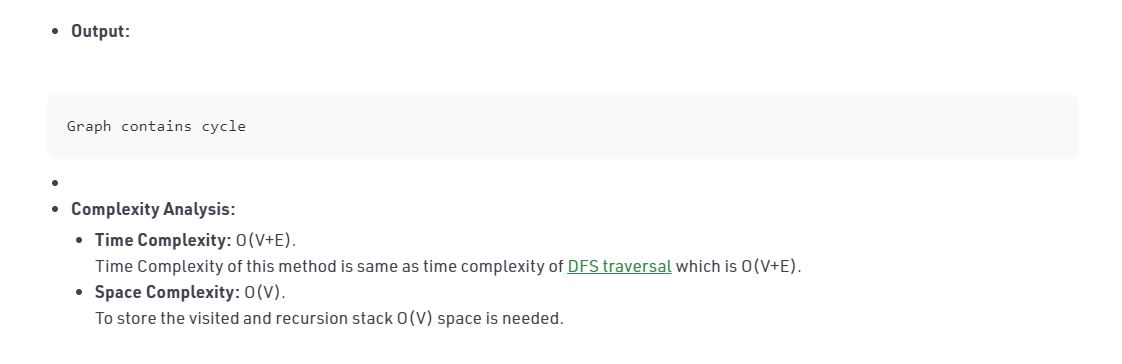 Output:
Graph contains cycle
Complexity Analysis:
Time Complexity: O(V+E).
Time Complexity of this method is same as time complexity of DFS traversal which is O(V+E).
Space Complexity: O(V).
To store the visited and recursion stack O(V) space is needed.